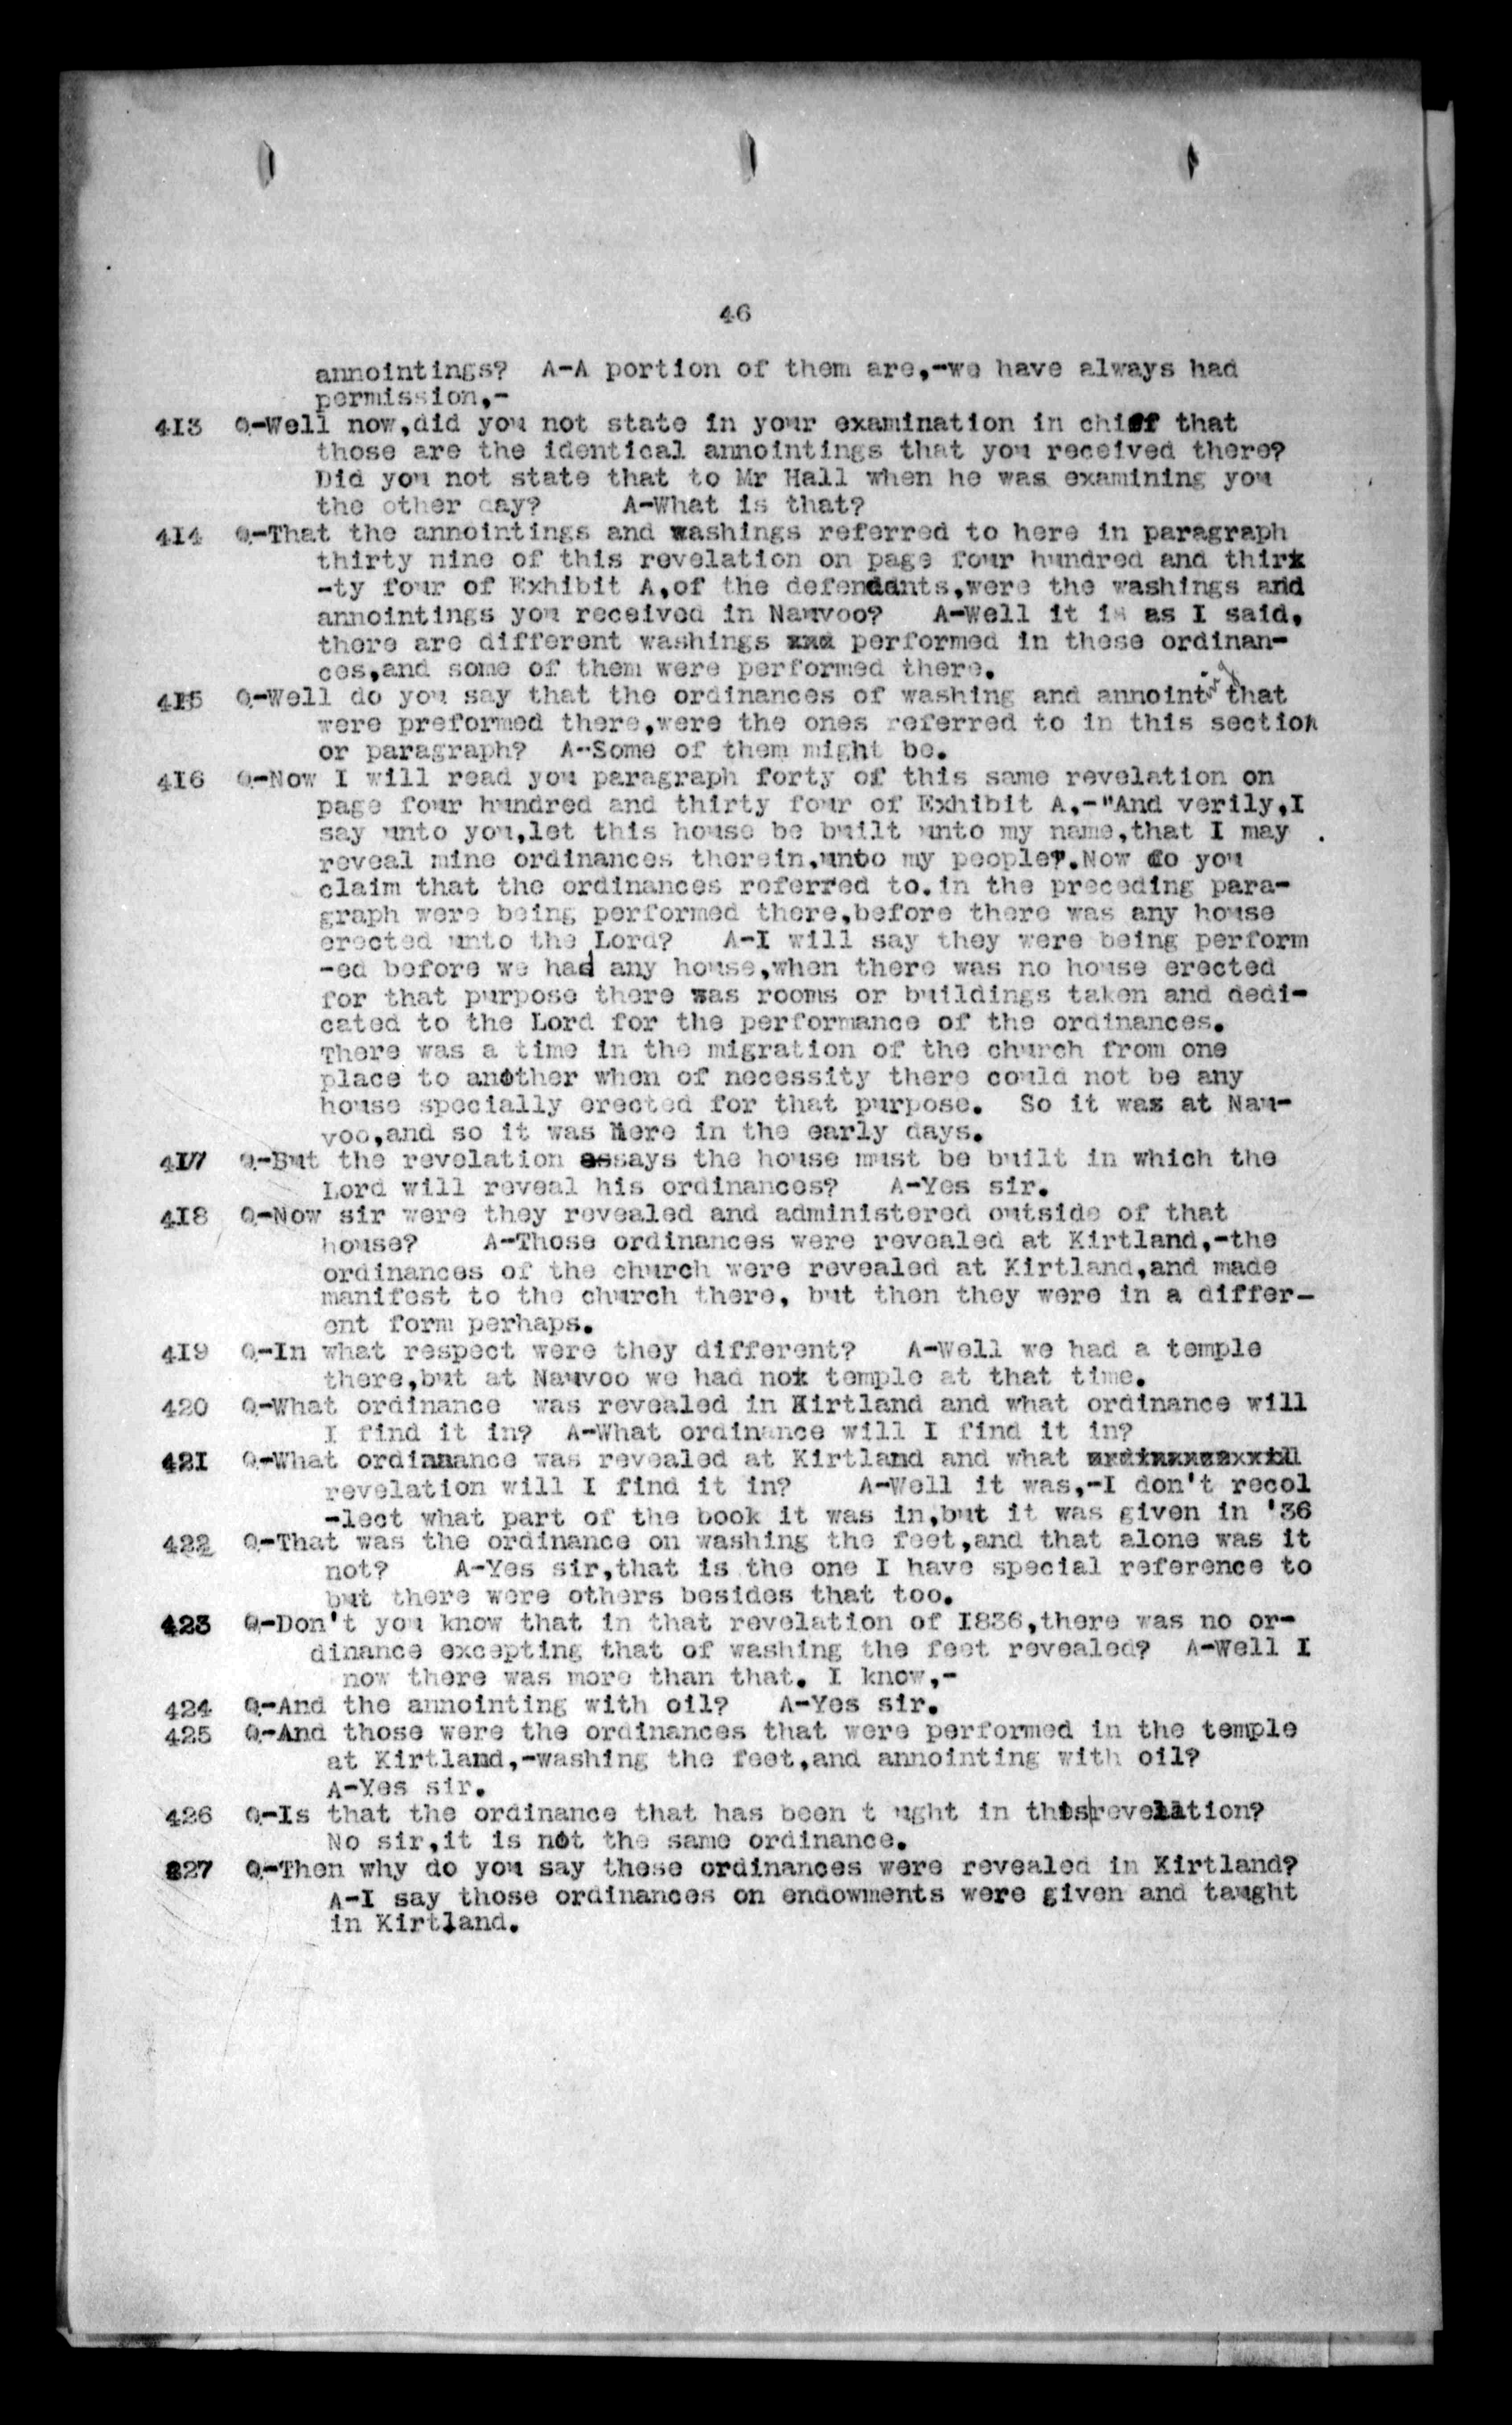 46
annointings? A-A portion of them are,-we have always had
permission,-
413 Q-Well now,did you not state in your examination in chief that
those are the identical annointings that you received there?
Did you not state that to Mr Hall when he was examining you
the other day? A-What is that?
414 Q-That the annointings and washings referred to here in paragraph
thirty nine of this revelation on page four hundred and thir
-ty four of Exhibit A,of the defendants,were the washings and
annointings you received in Nauvoo? A-Well it is as I said,
there are different washings xxx performed in these ordinan-
ces,and some of them were performed there.
415 Q-Well do you say that the ordinances of washing and annointing that
were preformed there,were the ones referred to in this section
or paragraph? A-Some of them might be.
416 Q-Now I will read you paragraph forty of this same revelation on
page four hundred and thirty four of Exhibit A,-"And verily,I
say unto you,let this house be built unto my name,that I may
reveal mine ordinances therein,unto my people".Now do you
claim that the ordinances referred to.in the preceding para-
graph were being performed there,before there was any house
erected unto the Lord? A-I will say they were being perform
-ed before we had any house,when there was no house erected
for that purpose there was rooms or buildings taken and dedi-
cated to the Lord for the performance of the ordinances.
There was a time in the migration of the church from one
place to another when of necessity there could not be any
house specially erected for that purpose. So it was at Nau-
voo,and so it was here in the early days.
417 Q-But the revelation says the house must be built in which the
Lord will reveal his ordinances? A-Yes sir.
418 Q-Now sir were they revealed and administered outside of that
house? A-Those ordinances were revealed at Kirtland,-the
ordinances of the church were revealed at Kirtland,and made
manifest to the church there, but then they were in a differ-
ent form perhaps.
419 Q-In what respect were they different? A-Well we had a temple
there,but at Nauvoo we had no temple at that time.
420 Q-What ordinance was revealed in Kirtland and what ordinance will
I find it in? A-What ordinance will I find it in?
421 Q-What ordinnance was revealed at Kirtland and what
revelation will I find it in? A-Well it was,-I don't recol
-lect what part of the book it was in,but it was given in '36
422 Q-That was the ordinance on washing the feet,and that alone was it
not? A-Yes sir,that is the one I have special reference to
but there were others besides that too.
423 Q-Don't you know that in that revelation of 1836,there was no or-
dinance excepting that of washing the feet revealed? A-Well I
now there was more than that. I know,-
424 Q-And the annointing with oil? A-Yes sir.
425 Q-And those were the ordinances that were performed in the temple
at Kirtland,-washing the feet,and annointing with oil?
A-Yes sir.
426 Q-Is that the ordinance that has been t ught in this revelation?
No sir,it is not the same ordinance.
827 Q-Then why do you say these ordinances were revealed in Kirtland?
A-I say those ordinances on endowments were given and taught
in Kirtland.